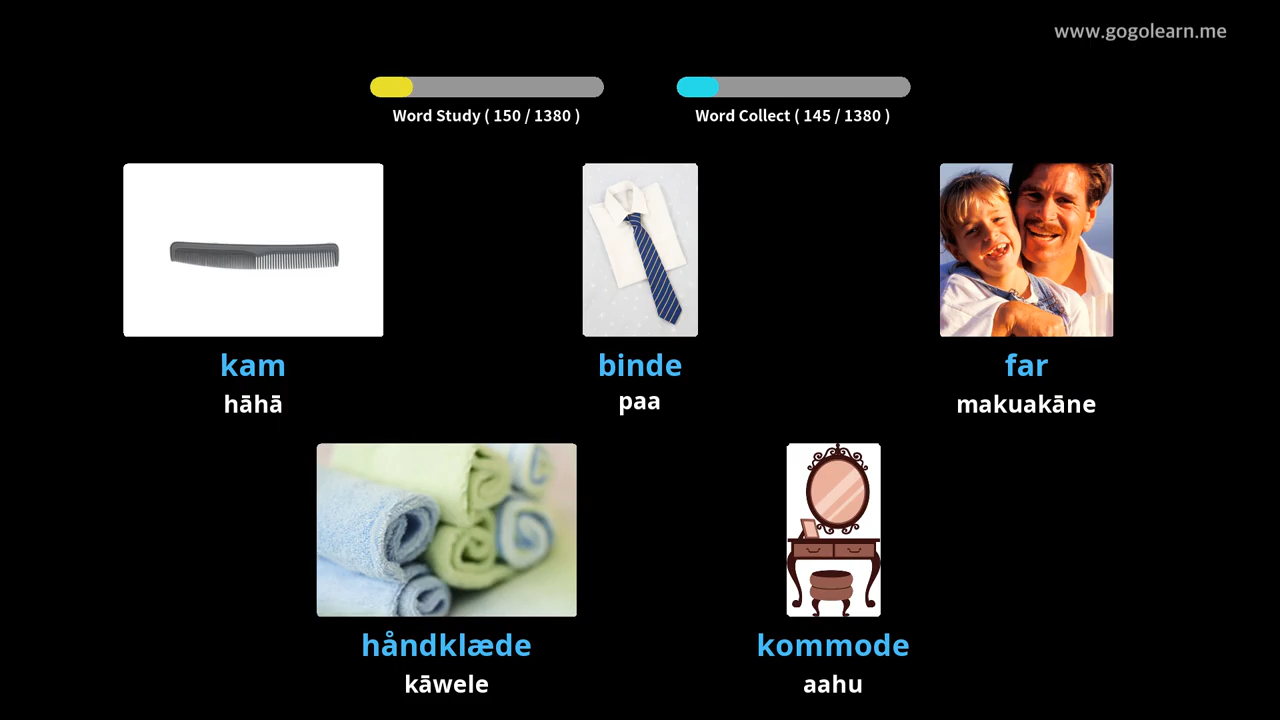 www.gogolearn.me
Word Study ( 150 / 1380 )
Word Collect ( 145 / 1380 )
kam
hāhā
binde
paa
far
makuakāne
håndklæde
kāwele
kommode
aahu